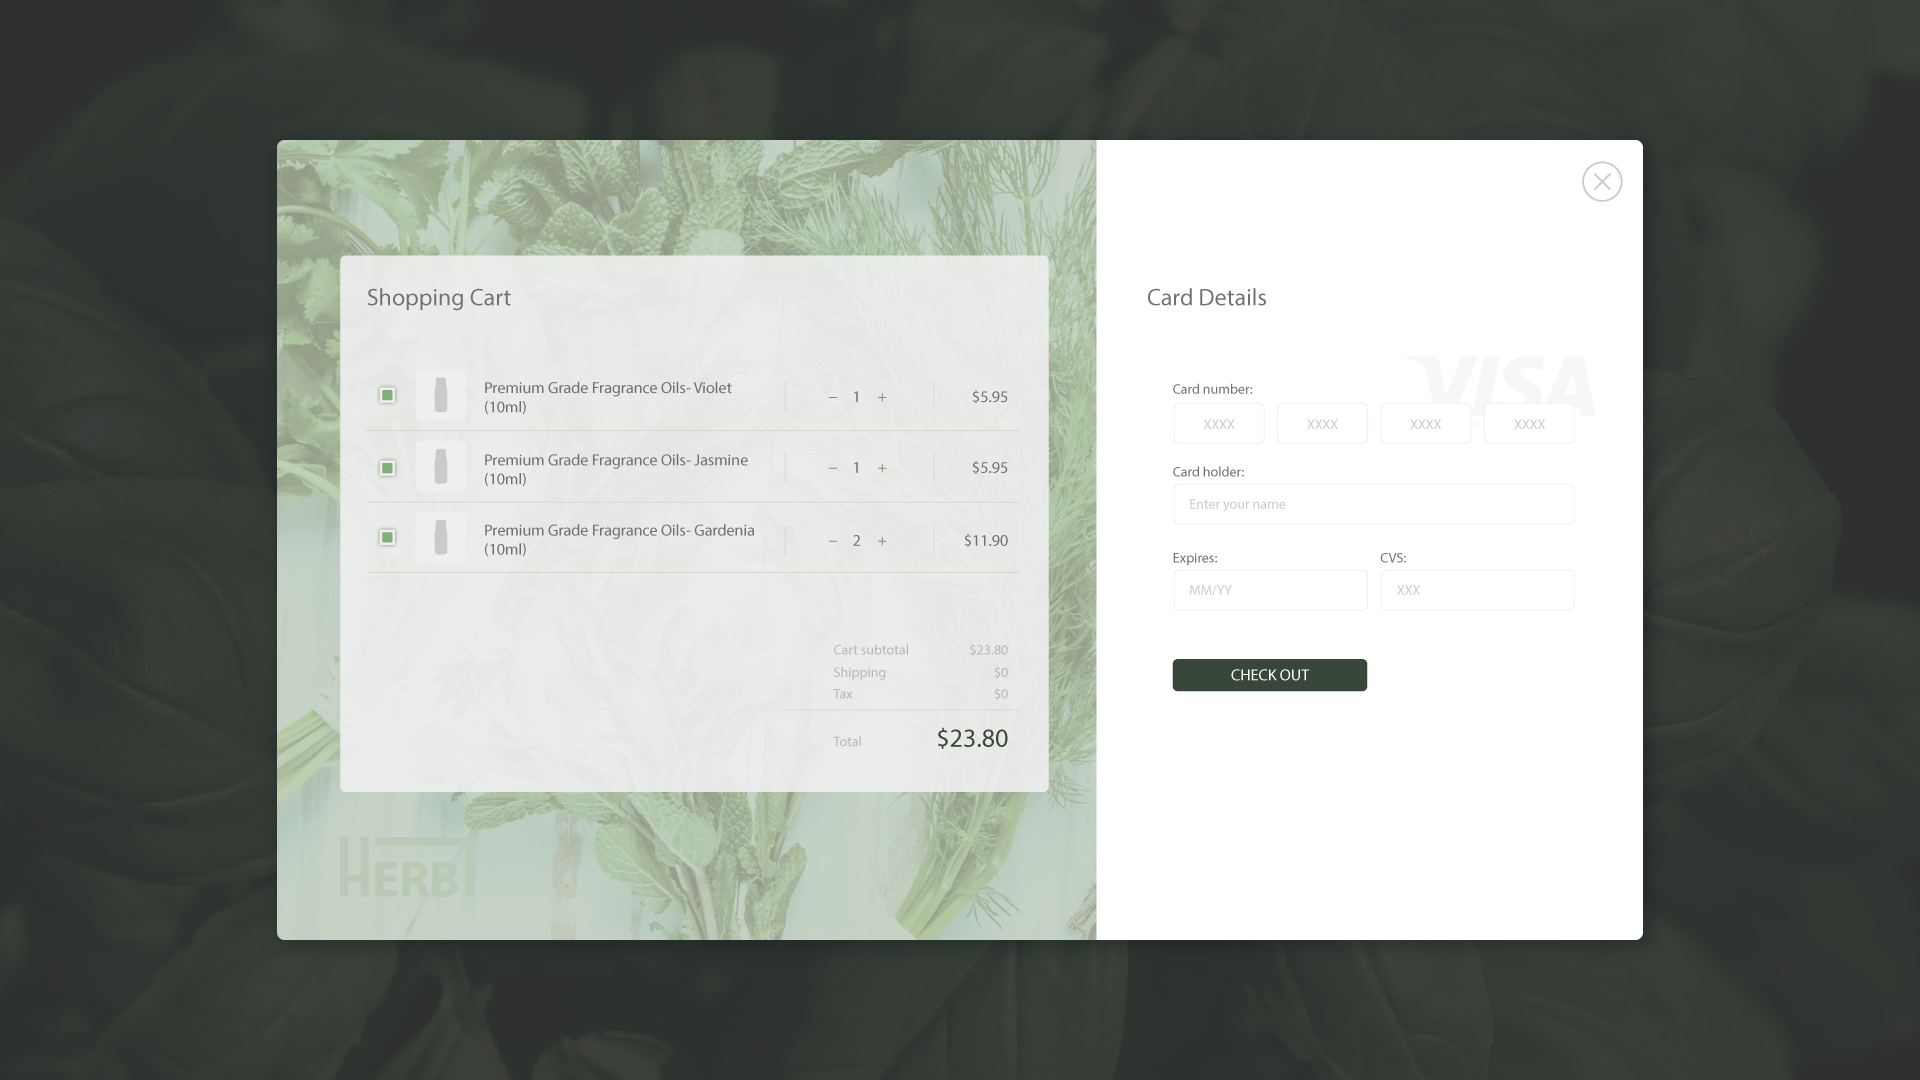 Shopping Cart
Premium Grade Fragrance Oils- Violet
(10ml)
− 1 +
$5.95
Premium Grade Fragrance Oils- Jasmine
(10ml)
− 1 +
$5.95
Premium Grade Fragrance Oils- Gardenia
(10ml)
− 2 +
$11.90
Cart subtotal $23.80
Shipping $0
Tax $0
Total $23.80
HERB
Card Details
VISA
Card number:
XXXX - XXXX - XXXX - XXXX
Card holder:
Enter your name
Expires: CVS:
MM/YY XXX
CHECK OUT